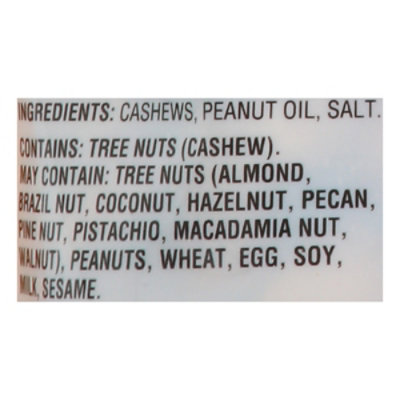 INGREDIENTS: CASHEWS, PEANUT OIL, SALT.
CONTAINS: TREE NUTS (CASHEW).
MAY CONTAIN: TREE NUTS (ALMOND,
BRAZIL NUT, COCONUT, HAZELNUT, PECAN,
PINE NUT, PISTACHIO, MACADAMIA NUT,
WALNUT), PEANUTS, WHEAT, EGG, SOY,
MILK, SESAME.